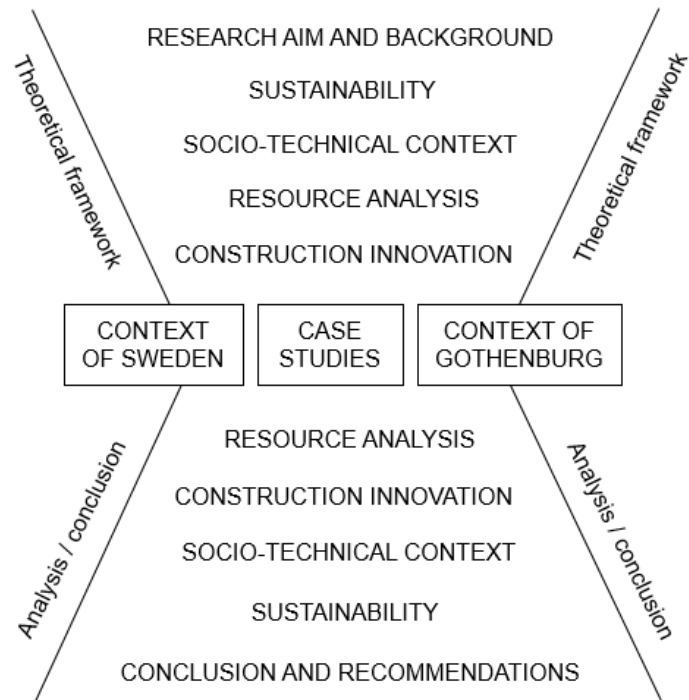 RESEARCH AIM AND BACKGROUND
Theoretical framework
Theoretical framework
SUSTAINABILITY
SOCIO-TECHNICAL CONTEXT
RESOURCE ANALYSIS
CONSTRUCTION INNOVATION
CONTEXT
OF SWEDEN
CASE
STUDIES
CONTEXT OF
GOTHENBURG
RESOURCE ANALYSIS
Analysis / conclusion
Analysis / conclusion
CONSTRUCTION INNOVATION
SOCIO-TECHNICAL CONTEXT
SUSTAINABILITY
CONCLUSION AND RECOMMENDATIONS